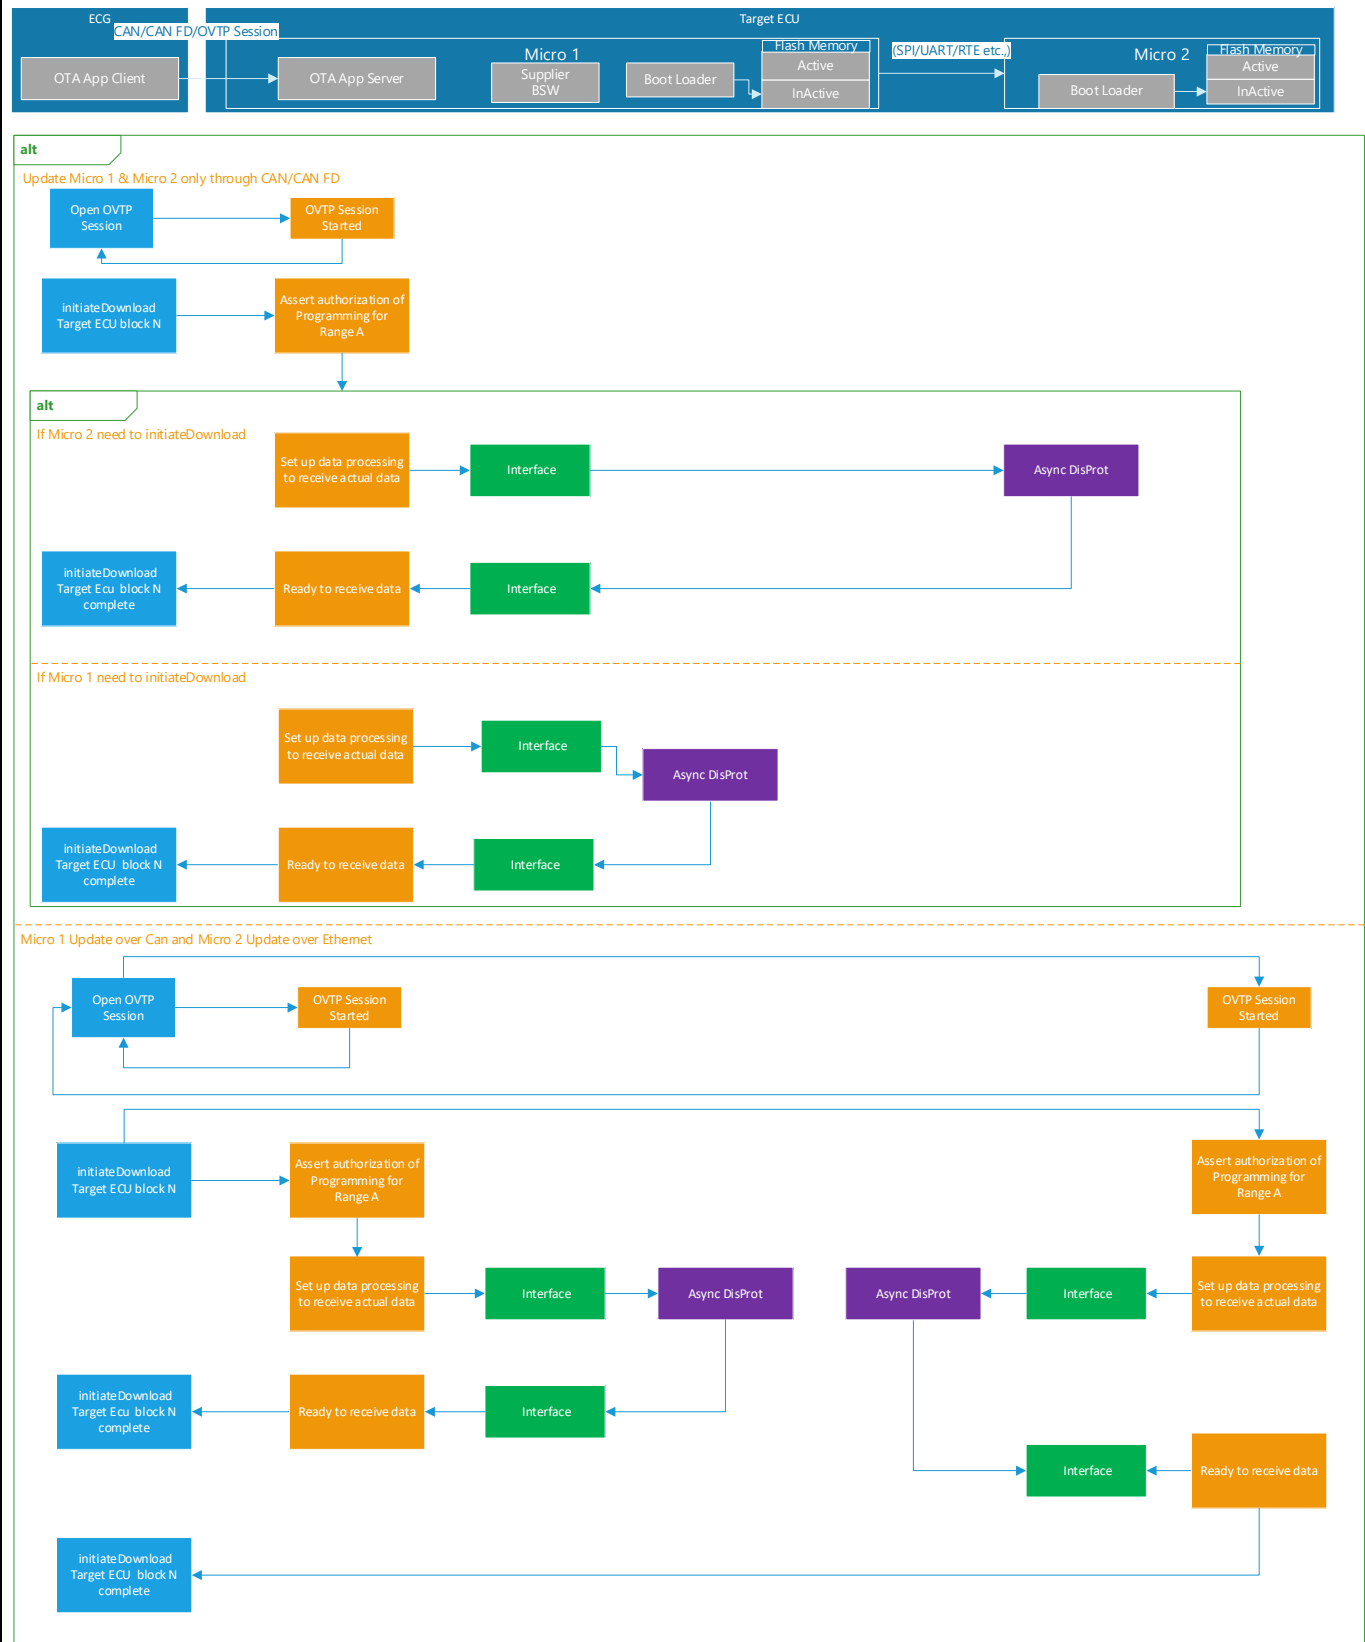 ECG
Target ECU
CAN/CAN FD/OVTP Session
Micro 1
Flash Memory
(SPI/UART/RTE etc.,)
Micro 2
Flash Memory
OTA App Client
OTA App Server
Supplier
BSW
Boot Loader
Active
InActive
Boot Loader
Active
InActive
alt
Update Micro 1 & Micro 2 only through CAN/CAN FD
Open OVTP
Session
OVTP Session
Started
initiateDownload
Target ECU block N
Assert authorization of
Programming for
Range A
alt
If Micro 2 need to initiateDownload
Set up data processing
to receive actual data
Interface
Async DisProt
initiateDownload
Target Ecu block N
complete
Ready to receive data
Interface
If Micro 1 need to initiateDownload
Set up data processing
to receive actual data
Interface
Async DisProt
initiateDownload
Target ECU block N
complete
Ready to receive data
Interface
Micro 1 Update over Can and Micro 2 Update over Ethernet
Open OVTP
Session
OVTP Session
Started
OVTP Session
Started
initiateDownload
Target ECU block N
Assert authorization of
Programming for
Range A
Assert authorization of
Programming for
Range A
Set up data processing
to receive actual data
Interface
Async DisProt
Async DisProt
Interface
Set up data processing
to receive actual data
initiateDownload
Target Ecu block N
complete
Ready to receive data
Interface
Interface
Ready to receive data
initiateDownload
Target ECU block N
complete